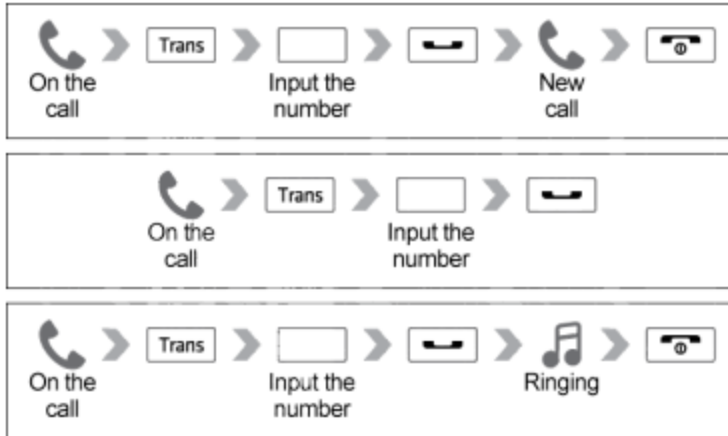 Trans
On the Input the New
call number call
Trans
On the Input the
call number
Trans
On the Input the Ringing
call number